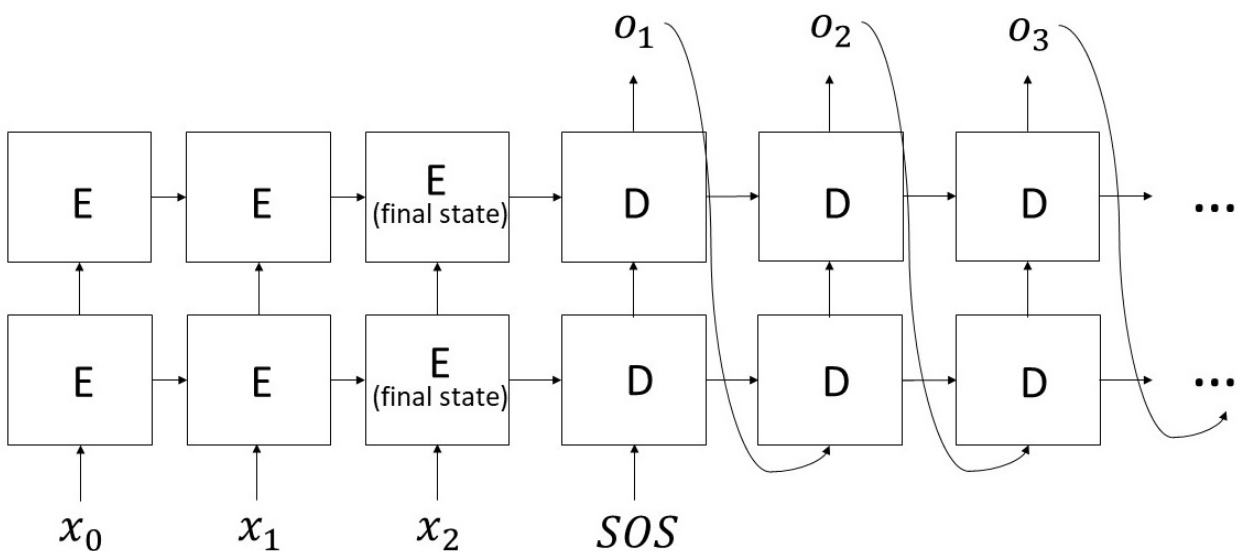 o₁ o₂ o₃
E E E D D D ...
(final state)
E E E D D D ...
(final state)
x₀ x₁ x₂ SOS